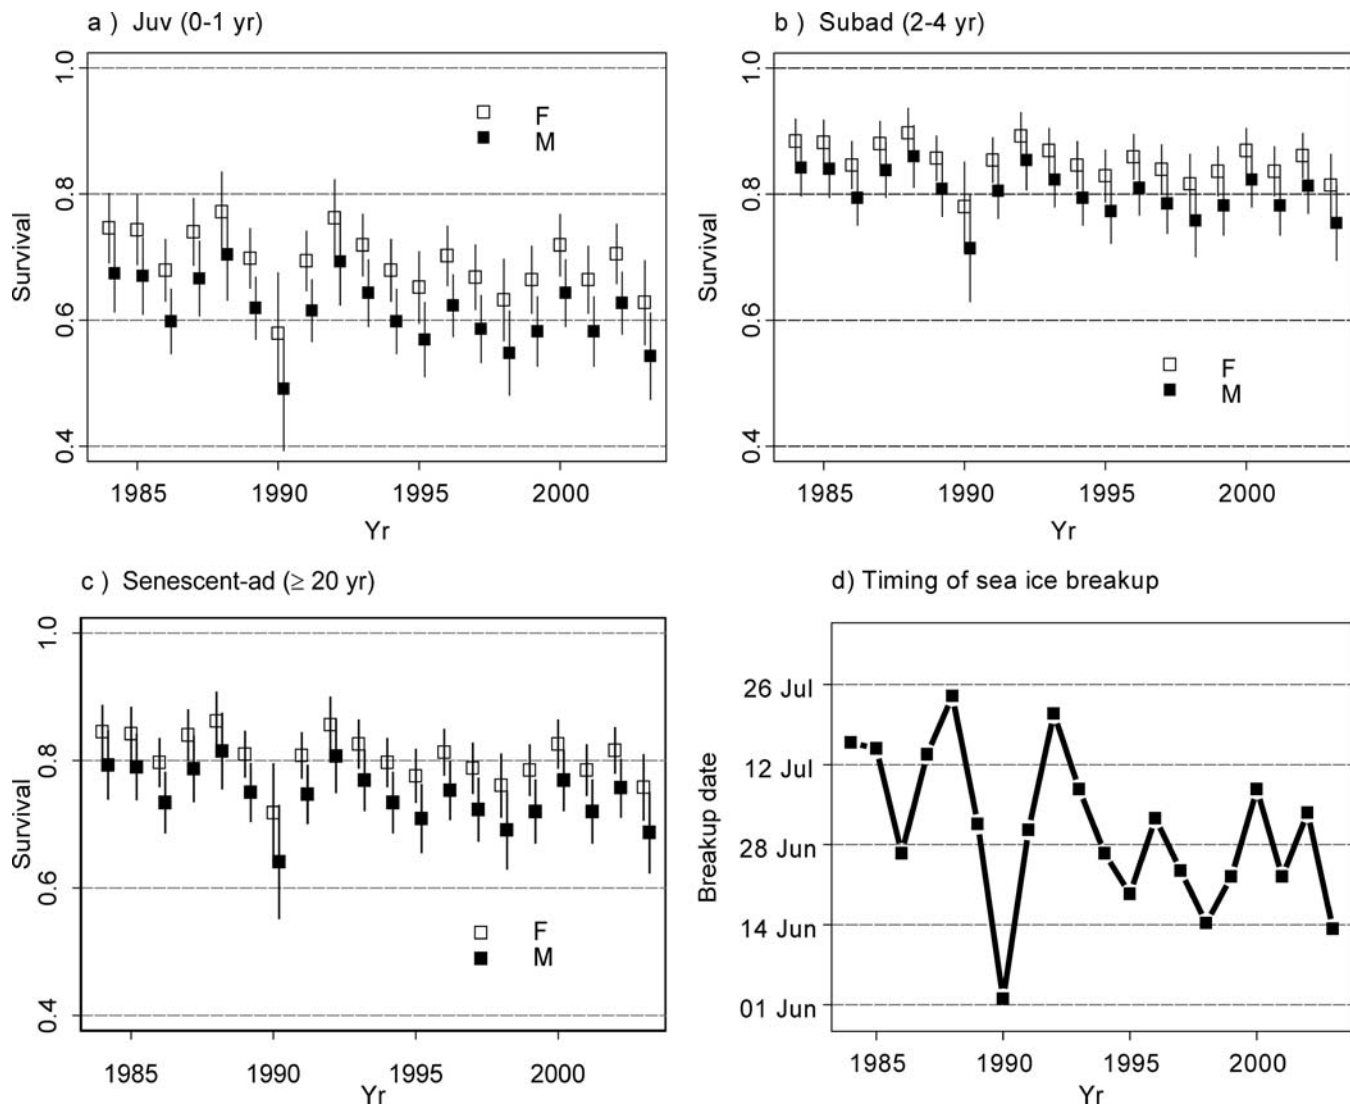 a ) Juv (0-1 yr)
1.0
0.8
0.6
0.4
Survival
F
M
1985 1990 1995 2000
Yr
b ) Subad (2-4 yr)
1.0
0.8
0.6
0.4
Survival
F
M
1985 1990 1995 2000
Yr
c ) Senescent-ad (≥ 20 yr)
1.0
0.8
0.6
0.4
Survival
F
M
1985 1990 1995 2000
Yr
d ) Timing of sea ice breakup
26 Jul
12 Jul
28 Jun
14 Jun
01 Jun
Breakup date
1985 1990 1995 2000
Yr